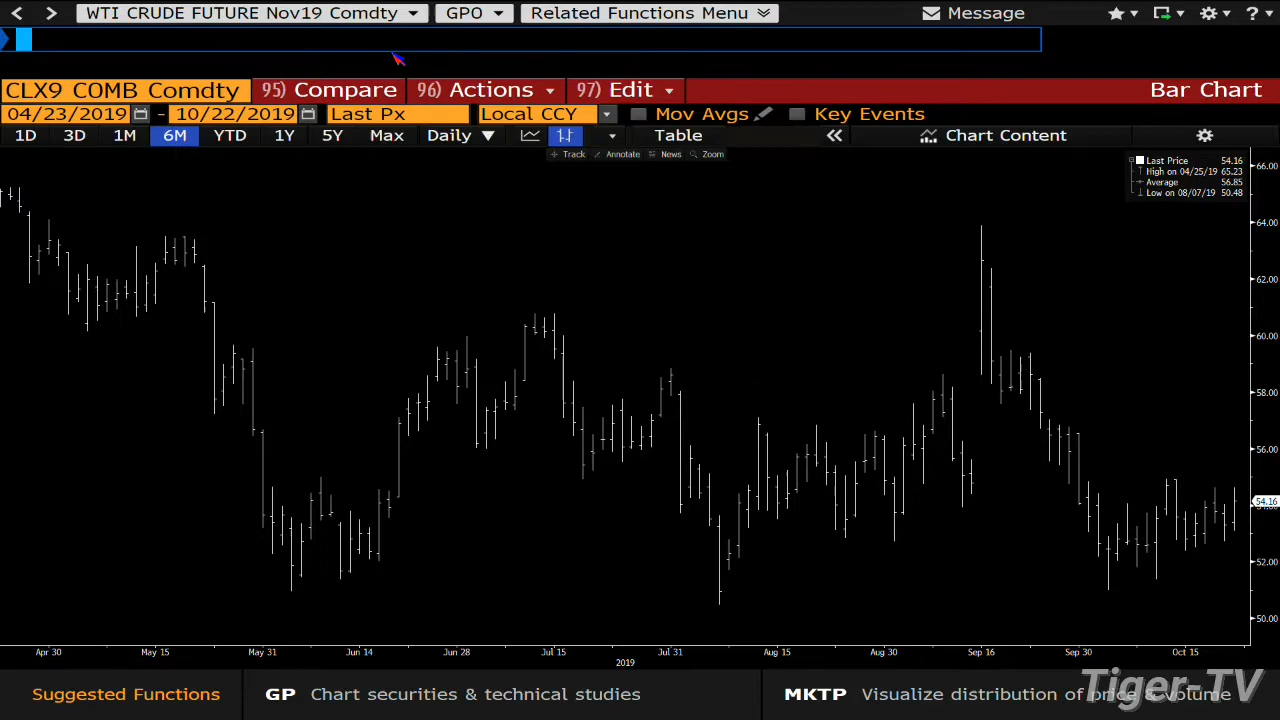 WTI CRUDE FUTURE Nov19 Comdty GPO Related Functions Menu Message ?
CLX9 COMB Comdty 95) Compare 96) Actions 97) Edit Bar Chart
04/23/2019 - 10/22/2019 Last Px Local CCY Mov Avgs Key Events
1D 3D 1M 6M YTD 1Y 5Y Max Daily Table Chart Content
Track Annotate News Zoom
Last Price 54.16
High on 04/25/19 65.23
Average 56.85
Low on 08/07/19 50.48
66.00
64.00
62.00
60.00
58.00
56.00
54.16
54.00
52.00
50.00
Apr 30 May 15 May 31 Jun 14 Jun 28 Jul 15 Jul 31 Aug 15 Aug 30 Sep 16 Sep 30 Oct 15
2019
Suggested Functions GP Chart securities & technical studies MKTP Visualize distribution of price & volume
Tiger-TV